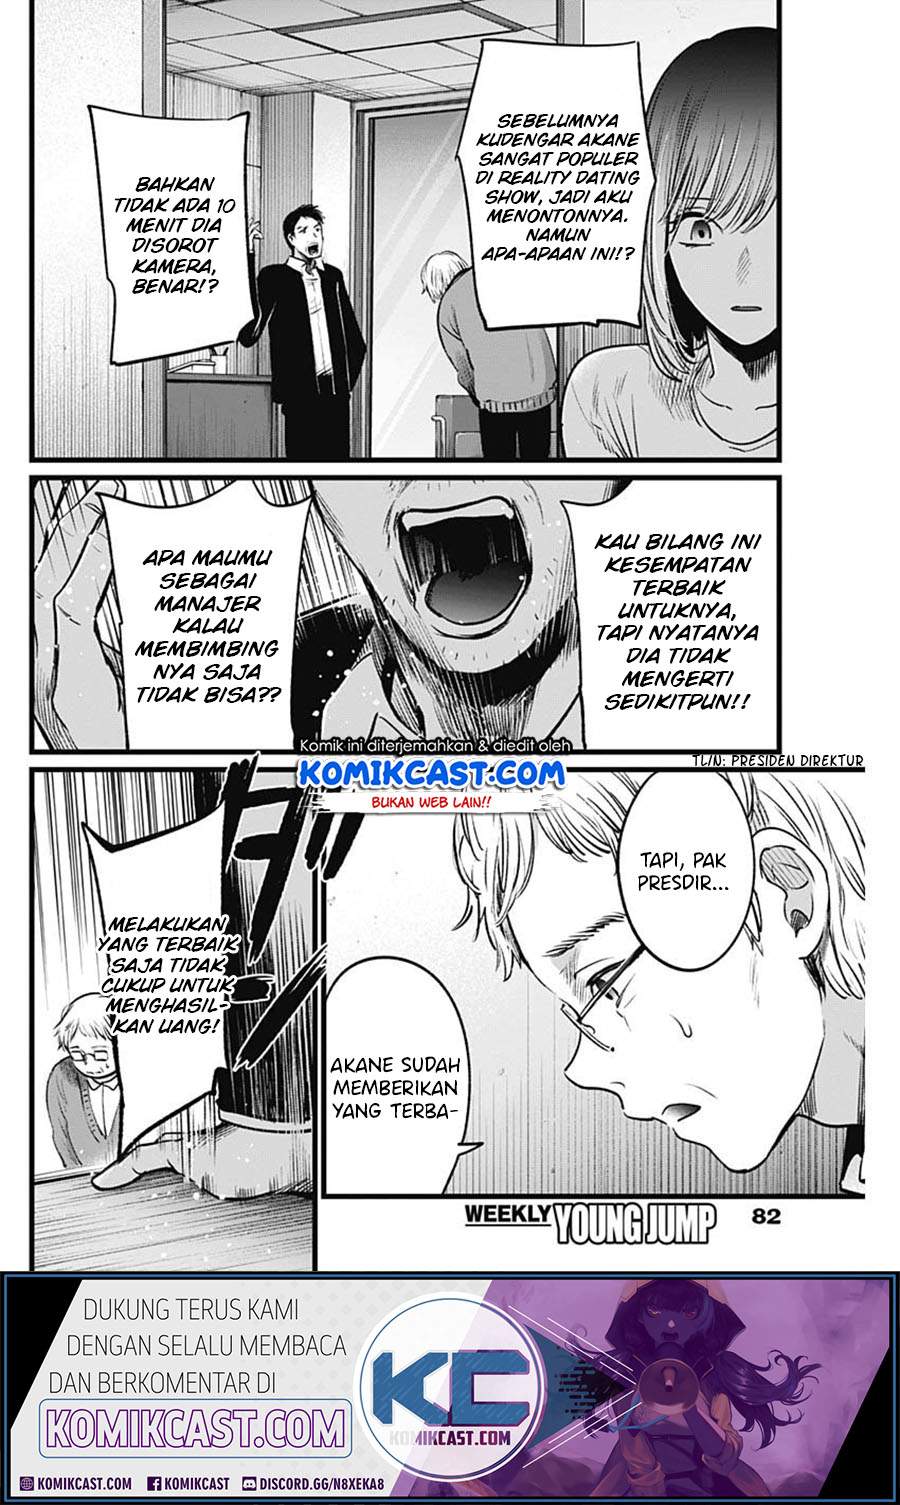 SEBELUMNYA
KUDENGAR AKANE
SANGAT POPULER
DI REALITY DATING
SHOW, JADI AKU
MENONTONNYA.
NAMUN
APA-APAAN INI!?
BAHKAN
TIDAK ADA 10
MENIT DIA
DISOROT
KAMERA,
BENAR!?
KAU BILANG INI
KESEMPATAN
TERBAIK
UNTUKNYA,
TAPI NYATANYA
DIA TIDAK
MENGERTI
SEDIKITPUN!!
APA MAUMU
SEBAGAI
MANAJER
KALAU
MEMBIMBING
NYA SAJA
TIDAK BISA??
Komik ini diterjemahkan & diedit oleh
KOMIKCAST.COM
BUKAN WEB LAIN!!
TL/N: PRESIDEN DIREKTUR
TAPI, PAK
PRESDIR...
AKANE SUDAH
MEMBERIKAN
YANG TERBA-
MELAKUKAN
YANG TERBAIK
SAJA TIDAK
CUKUP UNTUK
MENGHASIL-
KAN UANG!
WEEKLY YOUNG JUMP 82
DUKUNG TERUS KAMI
DENGAN SELALU MEMBACA
DAN BERKOMENTAR DI
KOMIKCAST.COM
KOMIKCAST.COM KOMIKCAST DISCORD.GG/N8XEKA8
KC
KOMIKCAST.COM